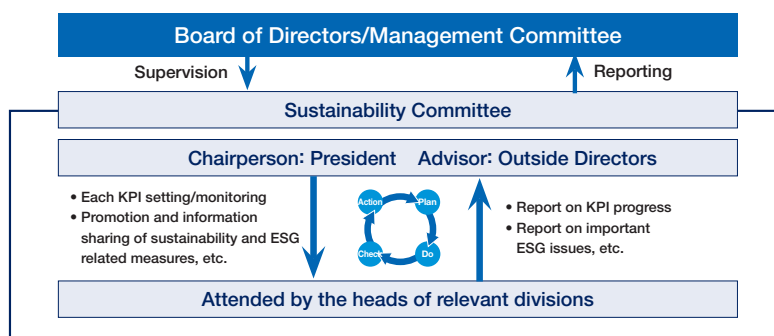 Board of Directors/Management Committee
Supervision
Reporting
Sustainability Committee
Chairperson: President Advisor: Outside Directors
• Each KPI setting/monitoring
• Promotion and information
sharing of sustainability and ESG
related measures, etc.
Action
Plan
Check
Do
• Report on KPI progress
• Report on important
ESG issues, etc.
Attended by the heads of relevant divisions